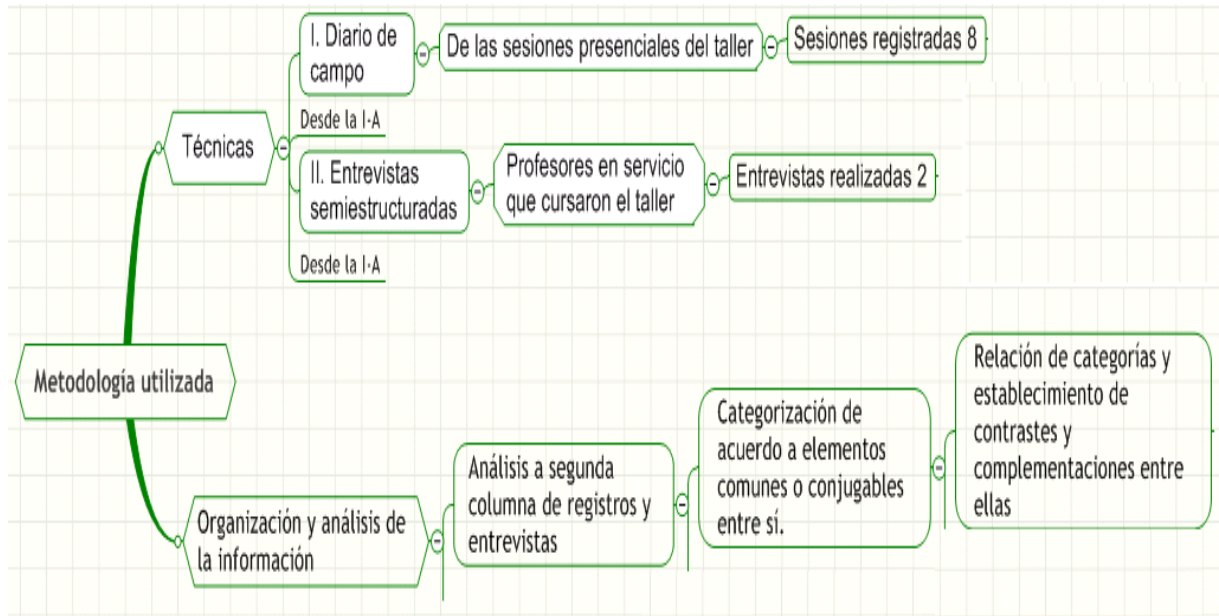 I. Diario de
campo
De las sesiones presenciales del taller
Sesiones registradas 8
Desde la I-A
Técnicas
II. Entrevistas
semiestructuradas
Profesores en servicio
que cursaron el taller
Entrevistas realizadas 2
Desde la I-A
Metodología utilizada
Organización y análisis de
la información
Análisis a segunda
columna de registros y
entrevistas
Categorización de
acuerdo a elementos
comunes o conjugables
entre sí.
Relación de categorías y
establecimiento de
contrastes y
complementaciones entre
ellas